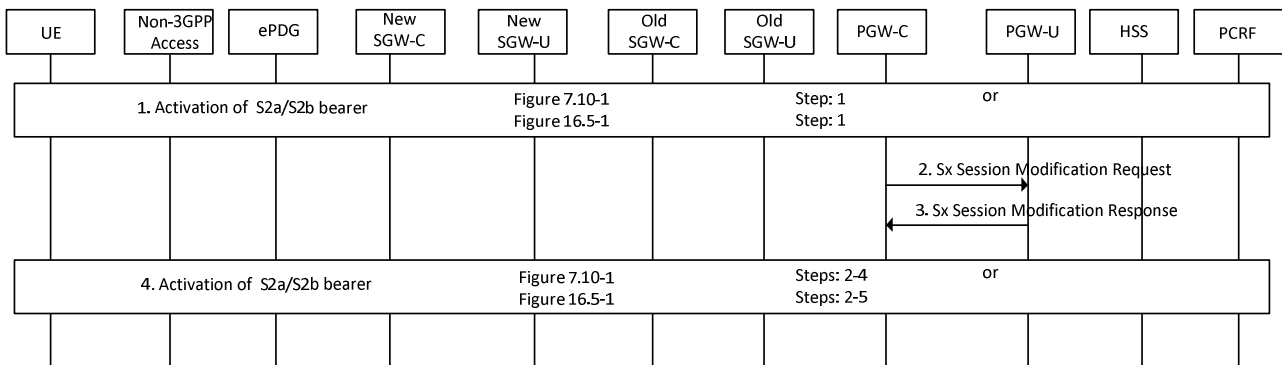 UE
Non-3GPP
Access
ePDG
New
SGW-C
New
SGW-U
Old
SGW-C
Old
SGW-U
PGW-C
PGW-U
HSS
PCRF
1. Activation of S2a/S2b bearer
Figure 7.10-1 Step: 1 or
Figure 16.5-1 Step: 1
2. Sx Session Modification Request
3. Sx Session Modification Response
4. Activation of S2a/S2b bearer
Figure 7.10-1 Steps: 2-4 or
Figure 16.5-1 Steps: 2-5